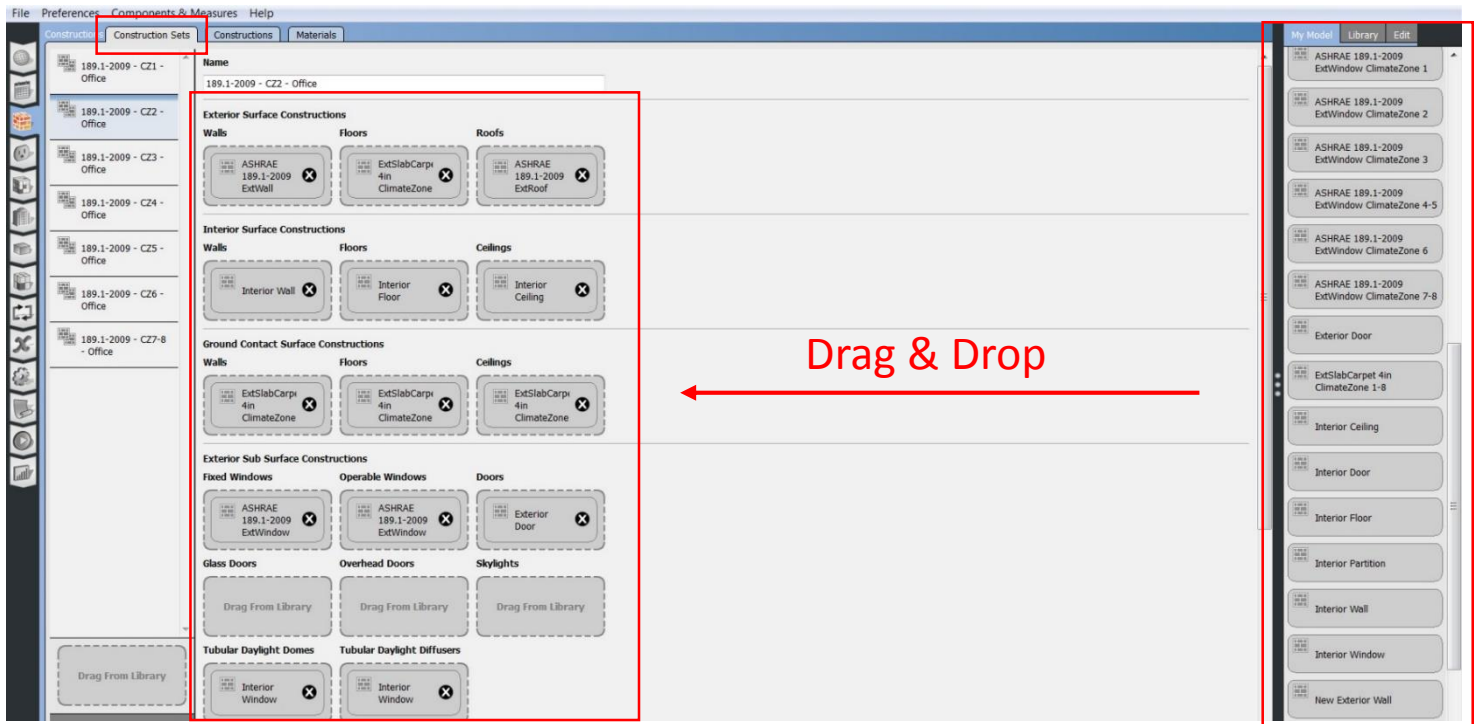 File Preferences Components & Measures Help
Constructions Construction Sets Constructions Materials
My Model Library Edit
189.1-2009 - CZ1 -
Office
189.1-2009 - CZ2 -
Office
189.1-2009 - CZ3 -
Office
189.1-2009 - CZ4 -
Office
189.1-2009 - CZ5 -
Office
189.1-2009 - CZ6 -
Office
189.1-2009 - CZ7-8
- Office
Drag From Library
Name
189.1-2009 - CZ2 - Office
Exterior Surface Constructions
Walls Floors Roofs
ASHRAE
189.1-2009
ExtWall
ExtSlabCarpe
4in
ClimateZone
ASHRAE
189.1-2009
ExtRoof
Interior Surface Constructions
Walls Floors Ceilings
Interior Wall
Interior
Floor
Interior
Ceiling
Ground Contact Surface Constructions
Walls Floors Ceilings
ExtSlabCarpe
4in
ClimateZone
ExtSlabCarpe
4in
ClimateZone
ExtSlabCarpe
4in
ClimateZone
Exterior Sub Surface Constructions
Fixed Windows Operable Windows Doors
ASHRAE
189.1-2009
ExtWindow
ASHRAE
189.1-2009
ExtWindow
Exterior
Door
Glass Doors Overhead Doors Skylights
Drag From Library Drag From Library Drag From Library
Tubular Daylight Domes Tubular Daylight Diffusers
Interior
Window
Interior
Window
Drag & Drop
ASHRAE 189.1-2009
ExtWindow ClimateZone 1
ASHRAE 189.1-2009
ExtWindow ClimateZone 2
ASHRAE 189.1-2009
ExtWindow ClimateZone 3
ASHRAE 189.1-2009
ExtWindow ClimateZone 4-5
ASHRAE 189.1-2009
ExtWindow ClimateZone 6
ASHRAE 189.1-2009
ExtWindow ClimateZone 7-8
Exterior Door
ExtSlabCarpet 4in
ClimateZone 1-8
Interior Ceiling
Interior Door
Interior Floor
Interior Partition
Interior Wall
Interior Window
New Exterior Wall